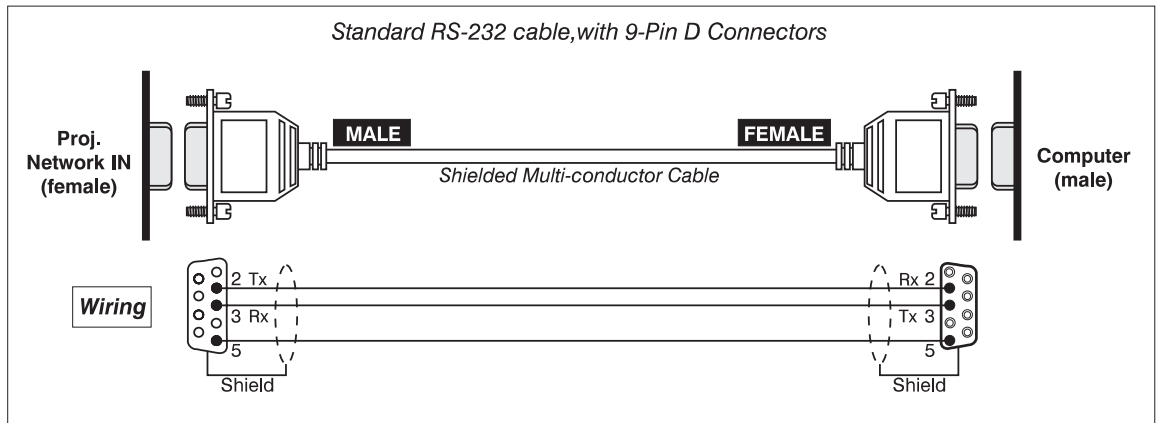 Standard RS-232 cable,with 9-Pin D Connectors
Proj.
Network IN
(female)
MALE
FEMALE
Shielded Multi-conductor Cable
Computer
(male)
Wiring
2 Tx
3 Rx
5
Shield
Rx 2
Tx 3
5
Shield